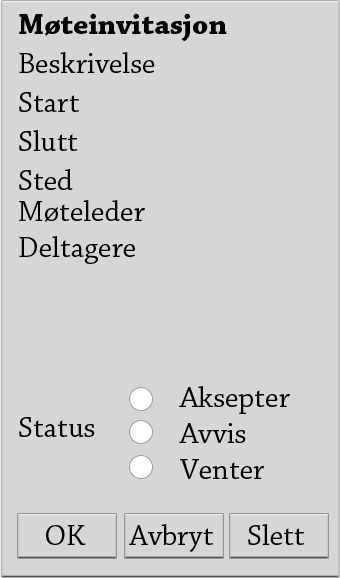 Møteinvitasjon
Beskrivelse
Start
Slutt
Sted
Møteleder
Deltagere
Aksepter
Status
Avvis
Venter
OK Avbryt Slett